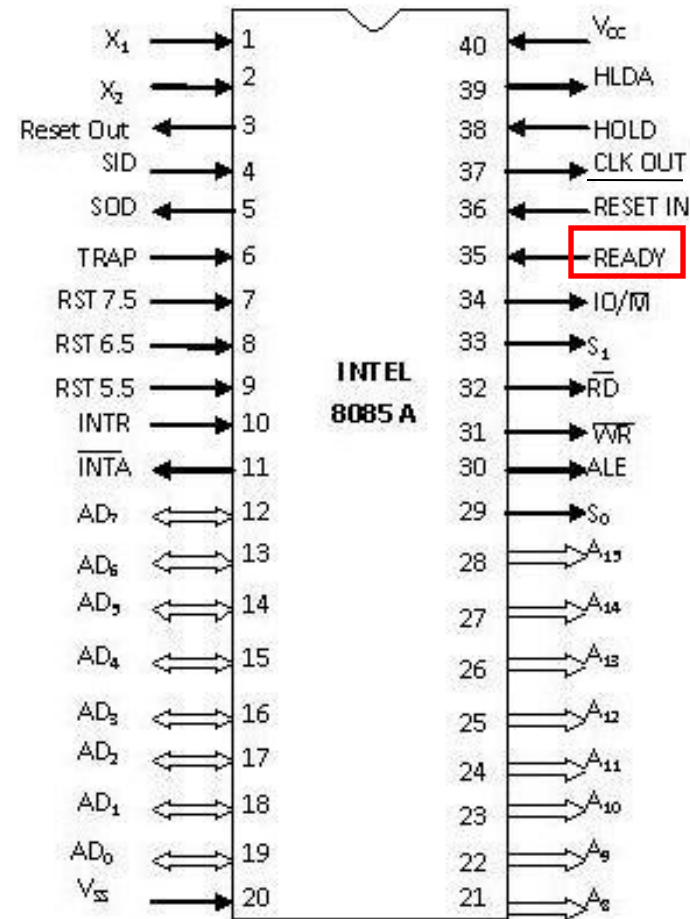 X₁ 1 40 Vcc
X₂ 2 39 HLDA
Reset Out 3 38 HOLD
SID 4 37 CLK OUT
SOD 5 36 RESET IN
TRAP 6 35 READY
RST 7.5 7 34 IO/M̅
RST 6.5 8 33 S₁
RST 5.5 9 32 R̅D̅
INTR 10 31 W̅R̅
I̅N̅T̅A̅ 11 30 ALE
AD₇ 12 29 S₀
AD₆ 13 28 A₁₅
AD₅ 14 27 A₁₄
AD₄ 15 26 A₁₃
AD₃ 16 25 A₁₂
AD₂ 17 24 A₁₁
AD₁ 18 23 A₁₀
AD₀ 19 22 A₉
Vss 20 21 A₈
INTEL
8085 A